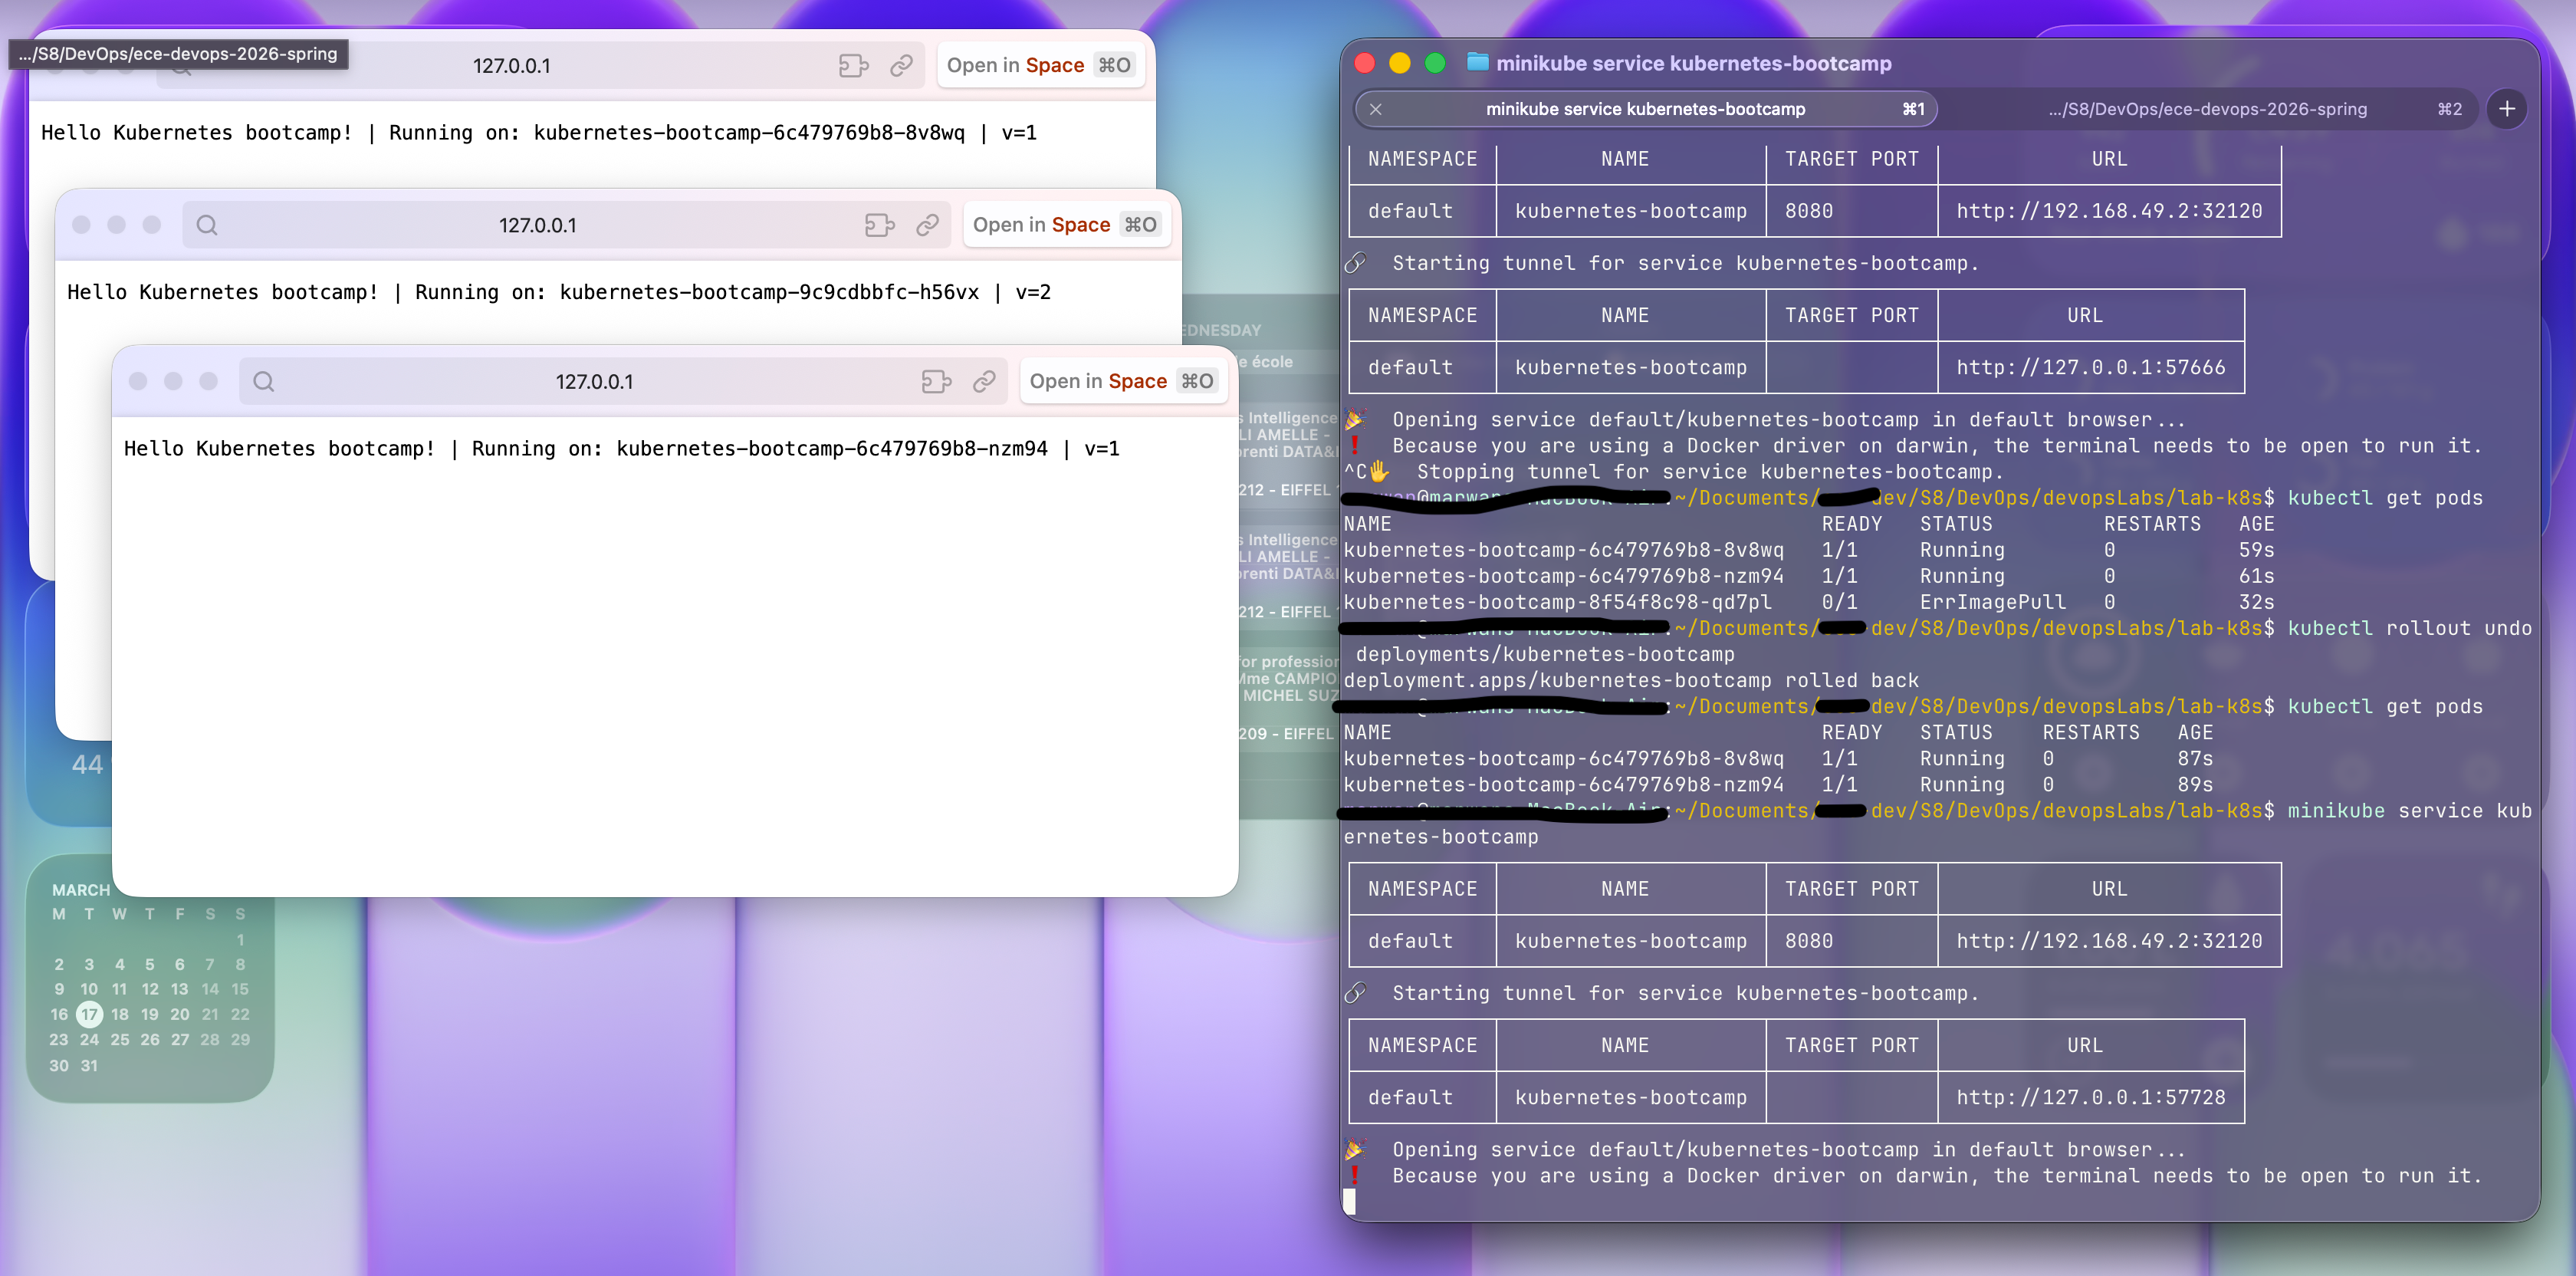 .../S8/DevOps/ece-devops-2026-spring
127.0.0.1
Open in Space ⌘O
Hello Kubernetes bootcamp! | Running on: kubernetes-bootcamp-6c479769b8-8v8wq | v=1
127.0.0.1
Open in Space ⌘O
Hello Kubernetes bootcamp! | Running on: kubernetes-bootcamp-9c9cdbbfc-h56vx | v=2
127.0.0.1
Open in Space ⌘O
Hello Kubernetes bootcamp! | Running on: kubernetes-bootcamp-6c479769b8-nzm94 | v=1
EDNESDAY
école
Intelligence
AMELLE -
DATA&
212 - EIFFEL
Intelligence
AMELLE -
DATA&
212 - EIFFEL
for
Mme
MICHEL
209 - EIFFEL
44
MARCH
M T W T F S S
1
2 3 4 5 6 7 8
9 10 11 12 13 14 15
16 17 18 19 20 21 22
23 24 25 26 27 28 29
30 31
minikube service kubernetes-bootcamp
minikube service kubernetes-bootcamp ⌘1
.../S8/DevOps/ece-devops-2026-spring ⌘2
NAMESPACE NAME TARGET PORT URL
default kubernetes-bootcamp 8080 http://192.168.49.2:32120
🔗 Starting tunnel for service kubernetes-bootcamp.
NAMESPACE NAME TARGET PORT URL
default kubernetes-bootcamp http://127.0.0.1:57666
🎉 Opening service default/kubernetes-bootcamp in default browser...
❗ Because you are using a Docker driver on darwin, the terminal needs to be open to run it.
^C✋ Stopping tunnel for service kubernetes-bootcamp.
~/Documents/ dev/S8/DevOps/devopsLabs/lab-k8s$ kubectl get pods
NAME READY STATUS RESTARTS AGE
kubernetes-bootcamp-6c479769b8-8v8wq 1/1 Running 0 59s
kubernetes-bootcamp-6c479769b8-nzm94 1/1 Running 0 61s
kubernetes-bootcamp-8f54f8c98-qd7pl 0/1 ErrImagePull 0 32s
~/Documents/ dev/S8/DevOps/devopsLabs/lab-k8s$ kubectl rollout undo
deployments/kubernetes-bootcamp
deployment.apps/kubernetes-bootcamp rolled back
~/Documents/ dev/S8/DevOps/devopsLabs/lab-k8s$ kubectl get pods
NAME READY STATUS RESTARTS AGE
kubernetes-bootcamp-6c479769b8-8v8wq 1/1 Running 0 87s
kubernetes-bootcamp-6c479769b8-nzm94 1/1 Running 0 89s
~/Documents/ dev/S8/DevOps/devopsLabs/lab-k8s$ minikube service kub
ernetes-bootcamp
NAMESPACE NAME TARGET PORT URL
default kubernetes-bootcamp 8080 http://192.168.49.2:32120
🔗 Starting tunnel for service kubernetes-bootcamp.
NAMESPACE NAME TARGET PORT URL
default kubernetes-bootcamp http://127.0.0.1:57728
🎉 Opening service default/kubernetes-bootcamp in default browser...
❗ Because you are using a Docker driver on darwin, the terminal needs to be open to run it.